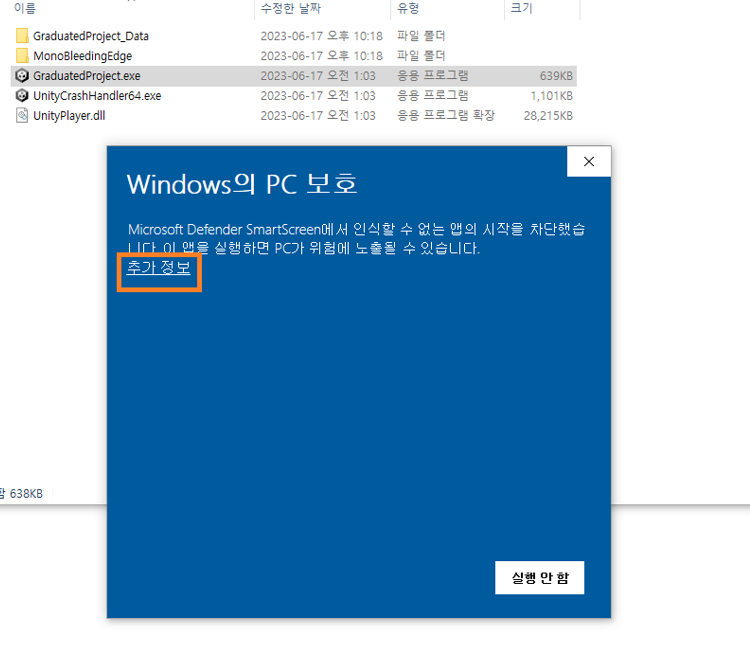 이름 수정한 날짜 유형 크기
GraduatedProject_Data 2023-06-17 오후 10:18 파일 폴더
MonoBleedingEdge 2023-06-17 오후 10:18 파일 폴더
GraduatedProject.exe 2023-06-17 오전 1:03 응용 프로그램 639KB
UnityCrashHandler64.exe 2023-06-17 오전 1:03 응용 프로그램 1,101KB
UnityPlayer.dll 2023-06-17 오전 1:03 응용 프로그램 확장 28,215KB
Windows의 PC 보호
Microsoft Defender SmartScreen에서 인식할 수 없는 앱의 시작을 차단했습
니다. 이 앱을 실행하면 PC가 위험에 노출될 수 있습니다.
추가 정보
638KB
실행 안 함